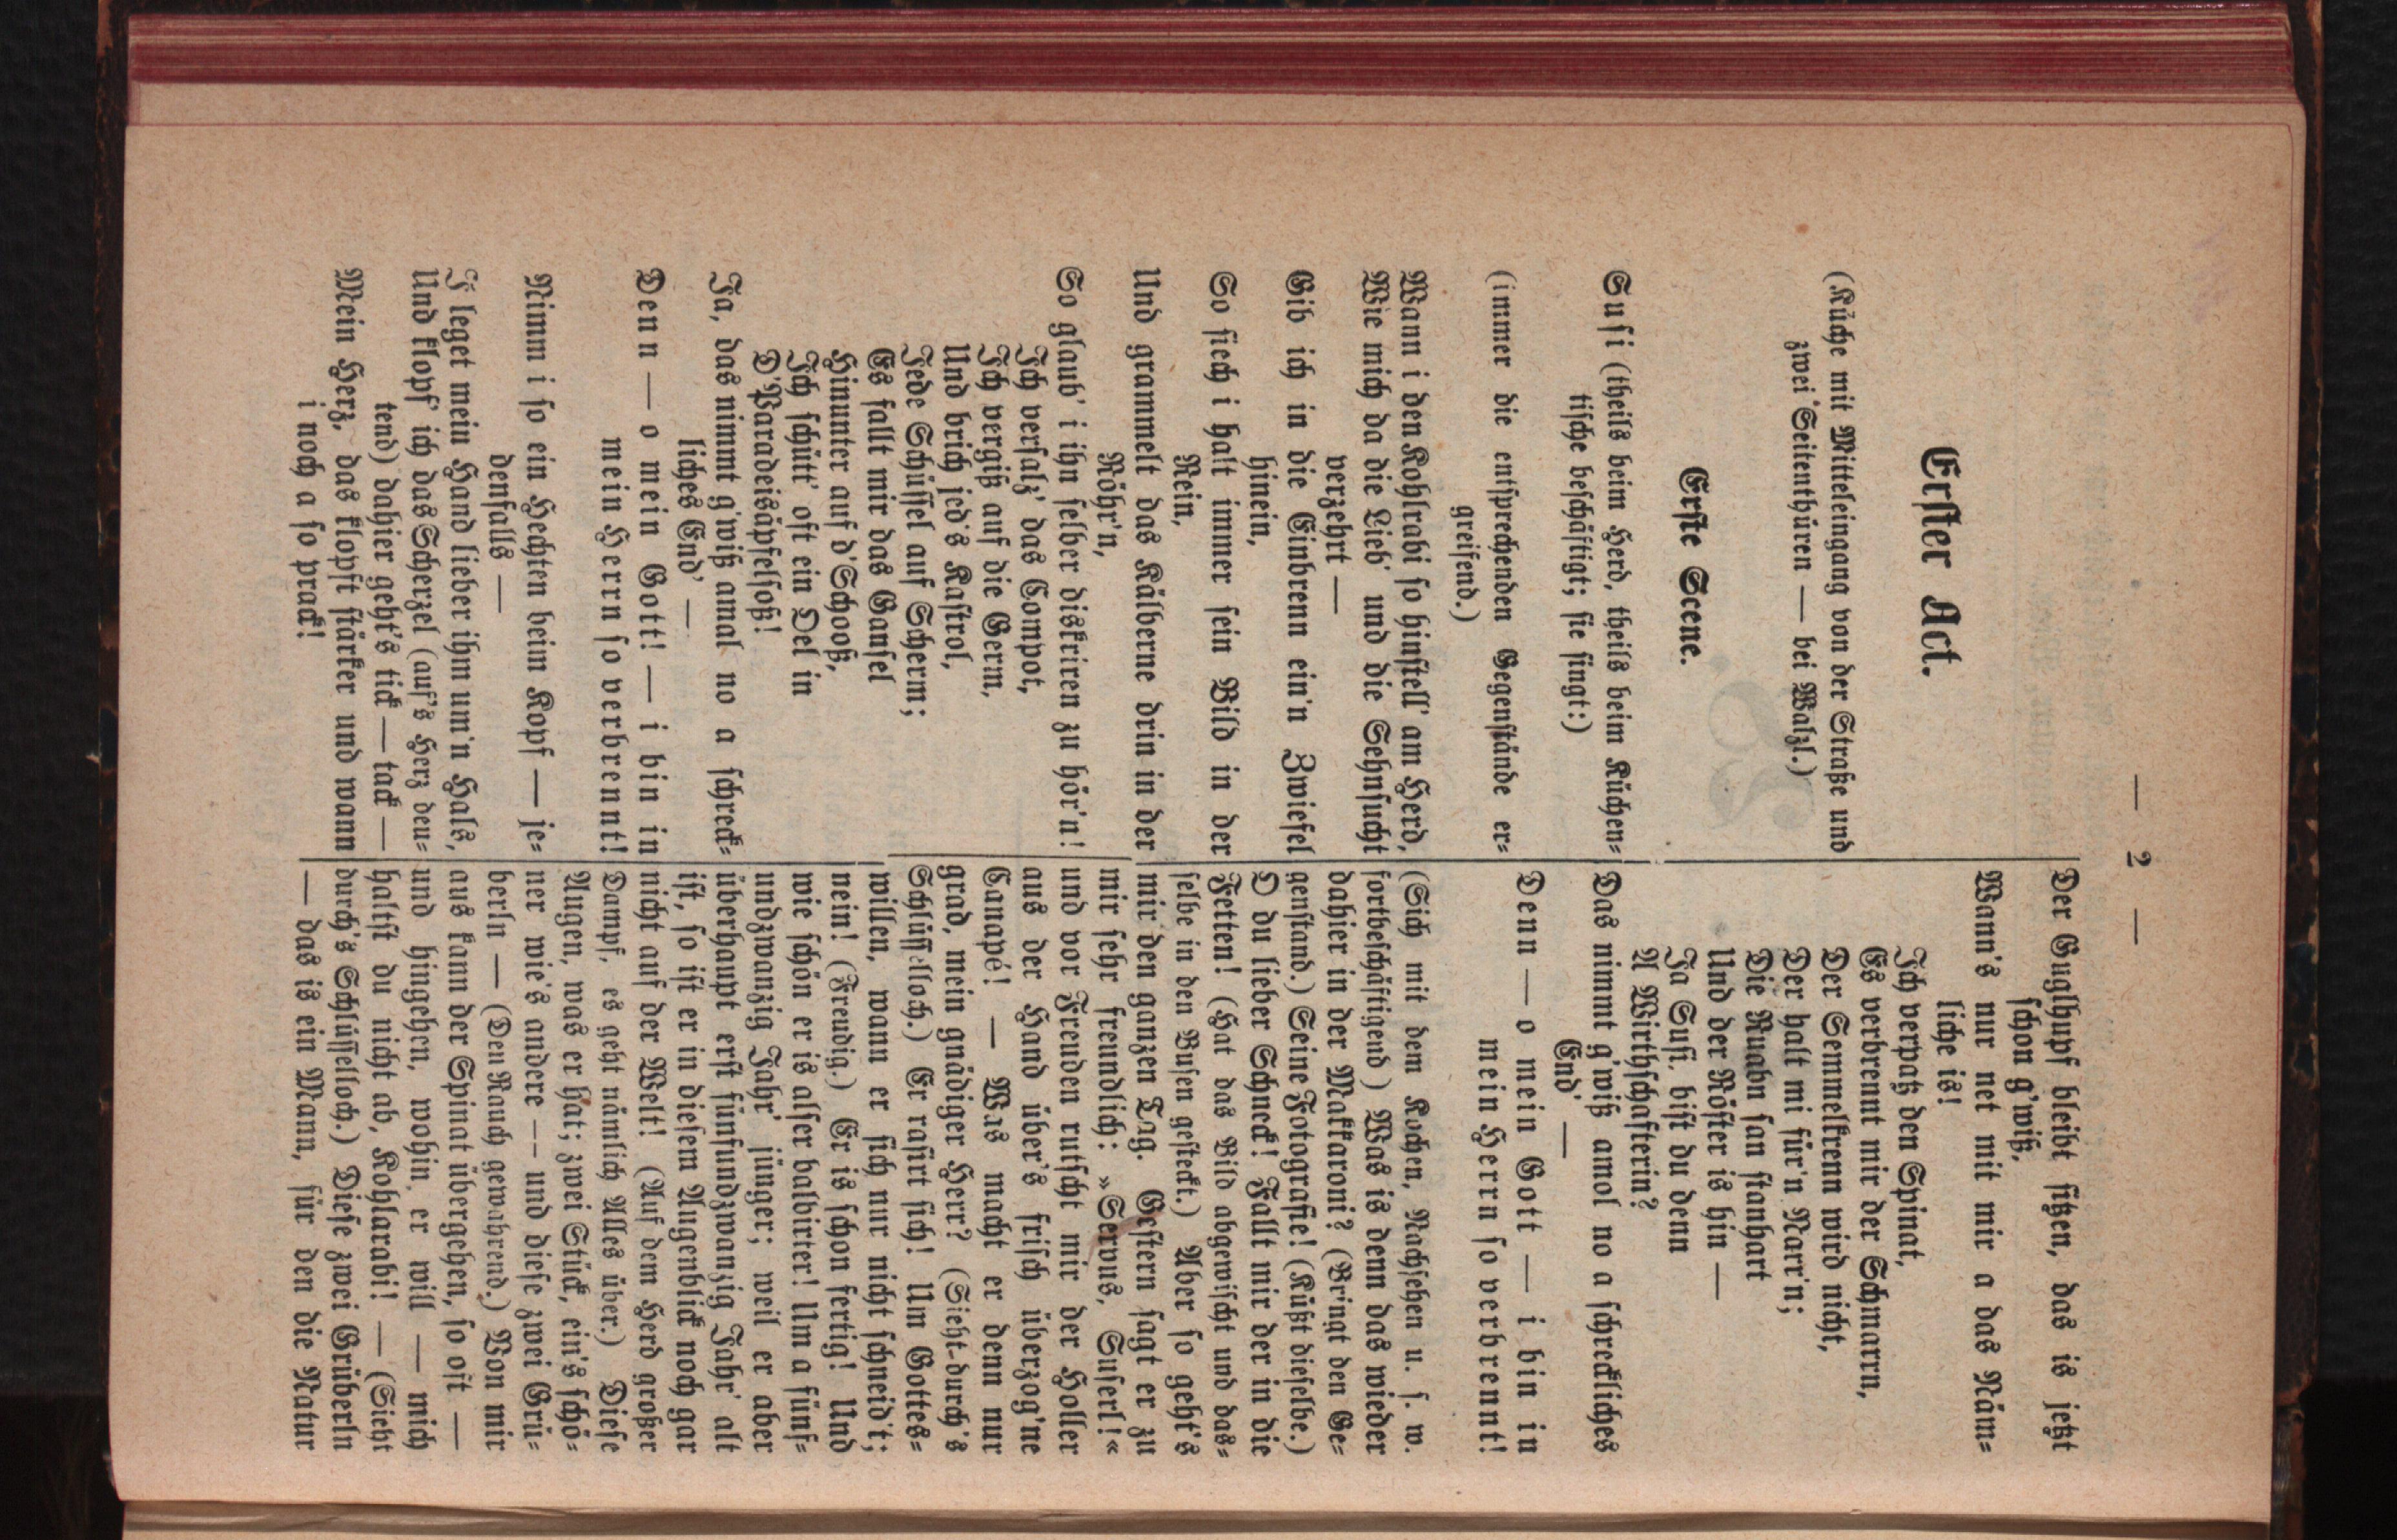 — 2 —
Erster Act.
(Küche mit Mitteleingang von der Straße und
zwei Seitenthüren — bei Walzl.)
Erste Scene.
Susi (theils beim Herd, theils beim Küchen-
tische beschäftigt; sie singt:)
(immer die entsprechenden Gegenstände er-
greifend.)
Wann i den Kohlrabi so hinstell' am Herd,
Wie mich da die Lieb' und die Sehnsucht
verzehrt —
Gib ich in die Einbrenn ein'n Zwiefel
hinein,
So siech i halt immer sein Bild in der
Rein,
Und grammelt das Kälberne drin in der
Röhr'n,
So glaub' i ihn selber diskriren zu hör'n!
Ich versalz' das Compot,
Ich vergiß auf die Germ,
Und brich jed's Kastrol,
Jede Schüssel auf Scherm;
Es fallt mir das Gansel
Hinunter auf d'Schooß,
Ich schütt' oft ein Oel in
D'Paradeisäpfelsoß!
Ja, das nimmt g'wiß amal no a schreck-
liches End' —
Denn — o mein Gott! — i bin in
mein Herrn so verbrennt!
Nimm i so ein Hechten beim Kopf — je-
denfalls —
I leget mein Hand lieber ihm um'n Hals,
Und klopf' ich das Scherzel (auf's Herz deu-
tend) dahier geht's tick — tack —
Mein Herz, das klopft stärker und wann
i noch a so prack!
Der Guglhupf bleibt sitzen, das is jetzt
schon g'wiß,
Wann's nur net mit mir a das Näm-
liche is!
Ich verpatz den Spinat,
Es verbrennt mir der Schmarrn,
Der Semmelkrenn wird nicht,
Der halt mi für'n Narr'n;
Die Ruabn san stanhart
Und der Röster is hin —
Ja Susi, bist du denn
A Wirthschafterin?
Das nimmt g'wiß amol no a schreckliches
End' —
Denn — o mein Gott — i bin in
mein Herrn so verbrennt!
(Sich mit dem Kochen, Nachsehen u. s. w.
fortbeschäftigend) Was is denn das wieder
dahier in der Makkaroni? (Bringt den Ge-
genstand.) Seine Fotografie! (Küßt dieselbe.)
O du lieber Schneck! Fallt mir der in die
Fetten! (Hat das Bild abgewischt und das-
selbe in den Busen gesteckt.) Aber so geht's
mir den ganzen Tag. Gestern sagt er zu
mir sehr freundlich: »Servus, Suserl!«
und vor Freuden rutscht mir der Holler
aus der Hand über's frisch überzog'ne
Canapé! — Was macht er denn nur
grad, mein gnädiger Herr? (Sieht durch's
Schlüsselloch.) Er rasirt sich! Um Gottes-
willen, wann er sich nur nicht schneid't;
nein! (Freudig.) Er is schon fertig! Und
wie schön er is alser balbirter! Um a fünf-
undzwanzig Jahr' jünger; weil er aber
überhaupt erst fünfundzwanzig Jahr' alt
ist, so ist er in diesem Augenblick noch gar
nicht auf der Welt! (Auf dem Herd großer
Dampf, es geht nämlich Alles über.) Diese
Augen, was er hat; zwei Stück, ein's schö-
ner wie's andere — und diese zwei Grü-
berln — (Den Rauch gewahrend.) Von mir
aus kann der Spinat übergehen, so oft —
und hingehen, wohin er will — mich
haltst du nicht ab, Kohlarabi! — (Sieht
durch's Schlüsselloch.) Diese zwei Grüberln
— das is ein Mann, für den die Natur